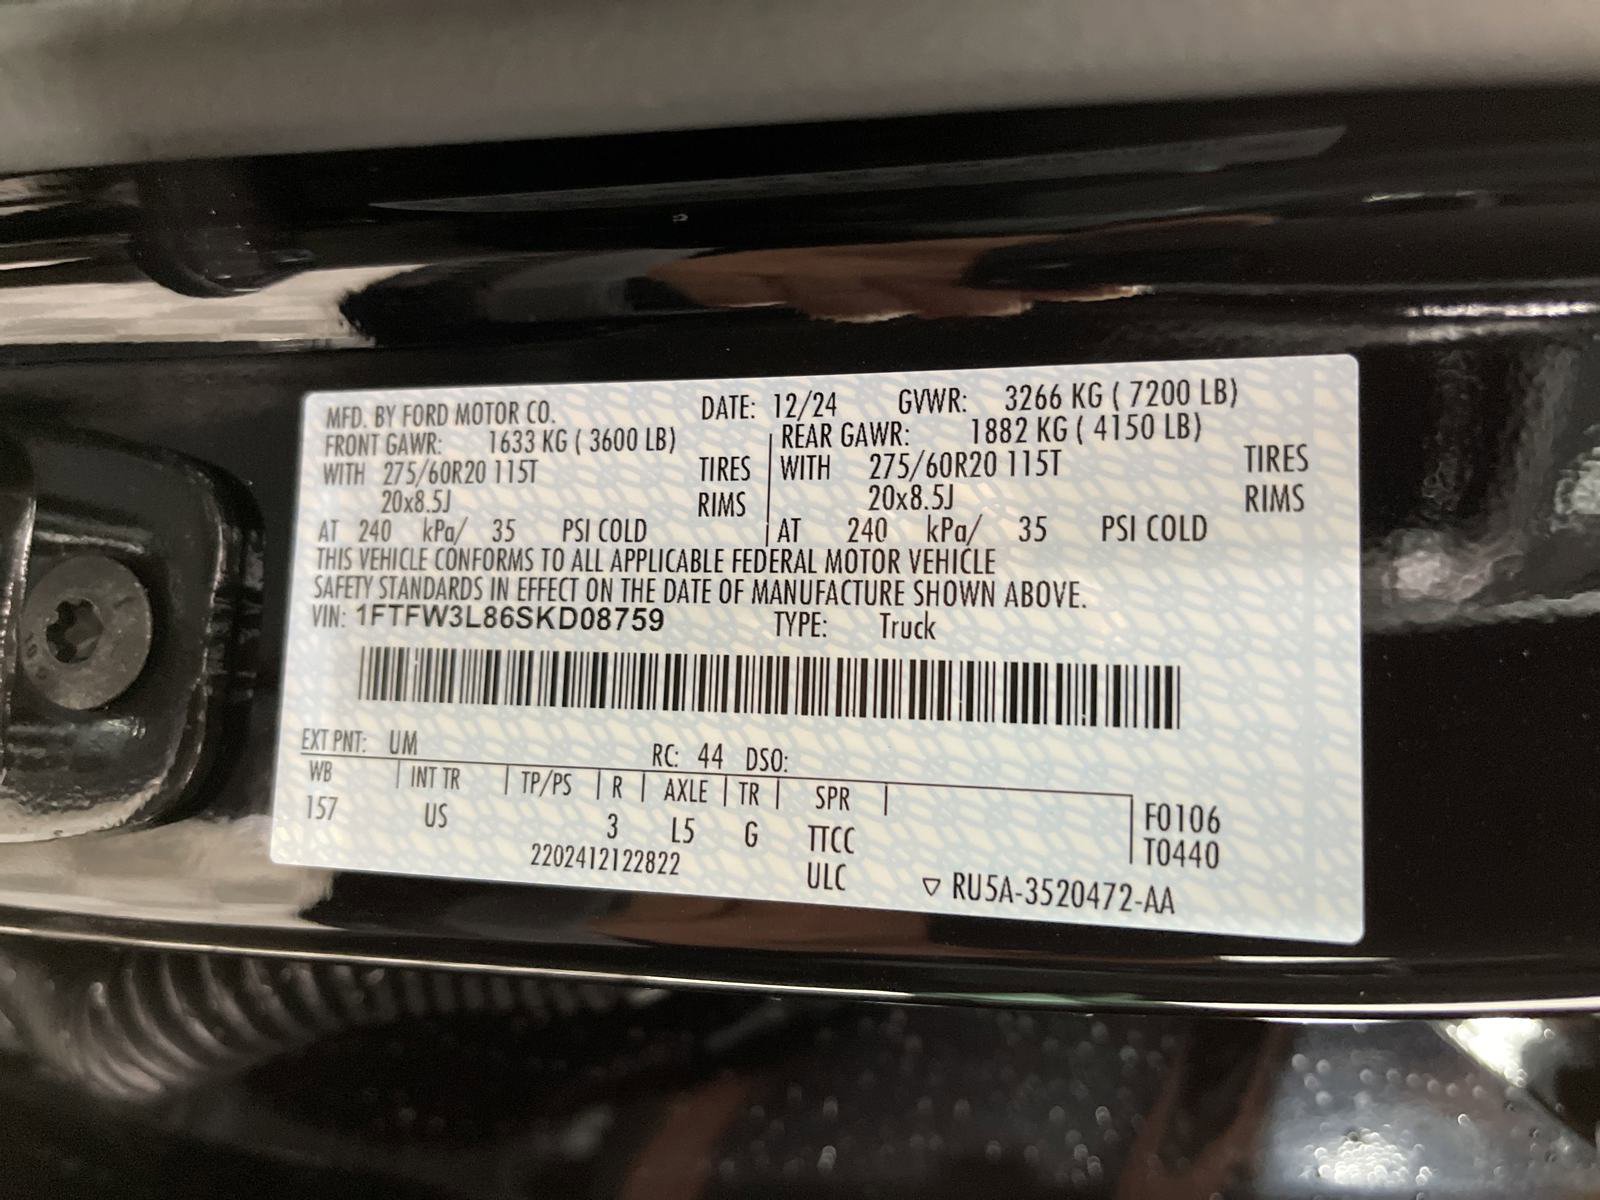 MFD. BY FORD MOTOR CO. DATE: 12/24 GVWR: 3266 KG ( 7200 LB)
FRONT GAWR: 1633 KG ( 3600 LB) REAR GAWR: 1882 KG ( 4150 LB)
WITH 275/60R20 115T TIRES WITH 275/60R20 115T TIRES
20x8.5J RIMS 20x8.5J RIMS
AT 240 kPa/ 35 PSI COLD AT 240 kPa/ 35 PSI COLD
THIS VEHICLE CONFORMS TO ALL APPLICABLE FEDERAL MOTOR VEHICLE
SAFETY STANDARDS IN EFFECT ON THE DATE OF MANUFACTURE SHOWN ABOVE.
VIN: 1FTFW3L86SKD08759 TYPE: Truck
EXT PNT: UM RC: 44 DSO:
WB INT TR TP/PS R AXLE TR SPR
157 US 3 L5 G TTCC F0106
2202412122822 ULC T0440
▽ RU5A-3520472-AA